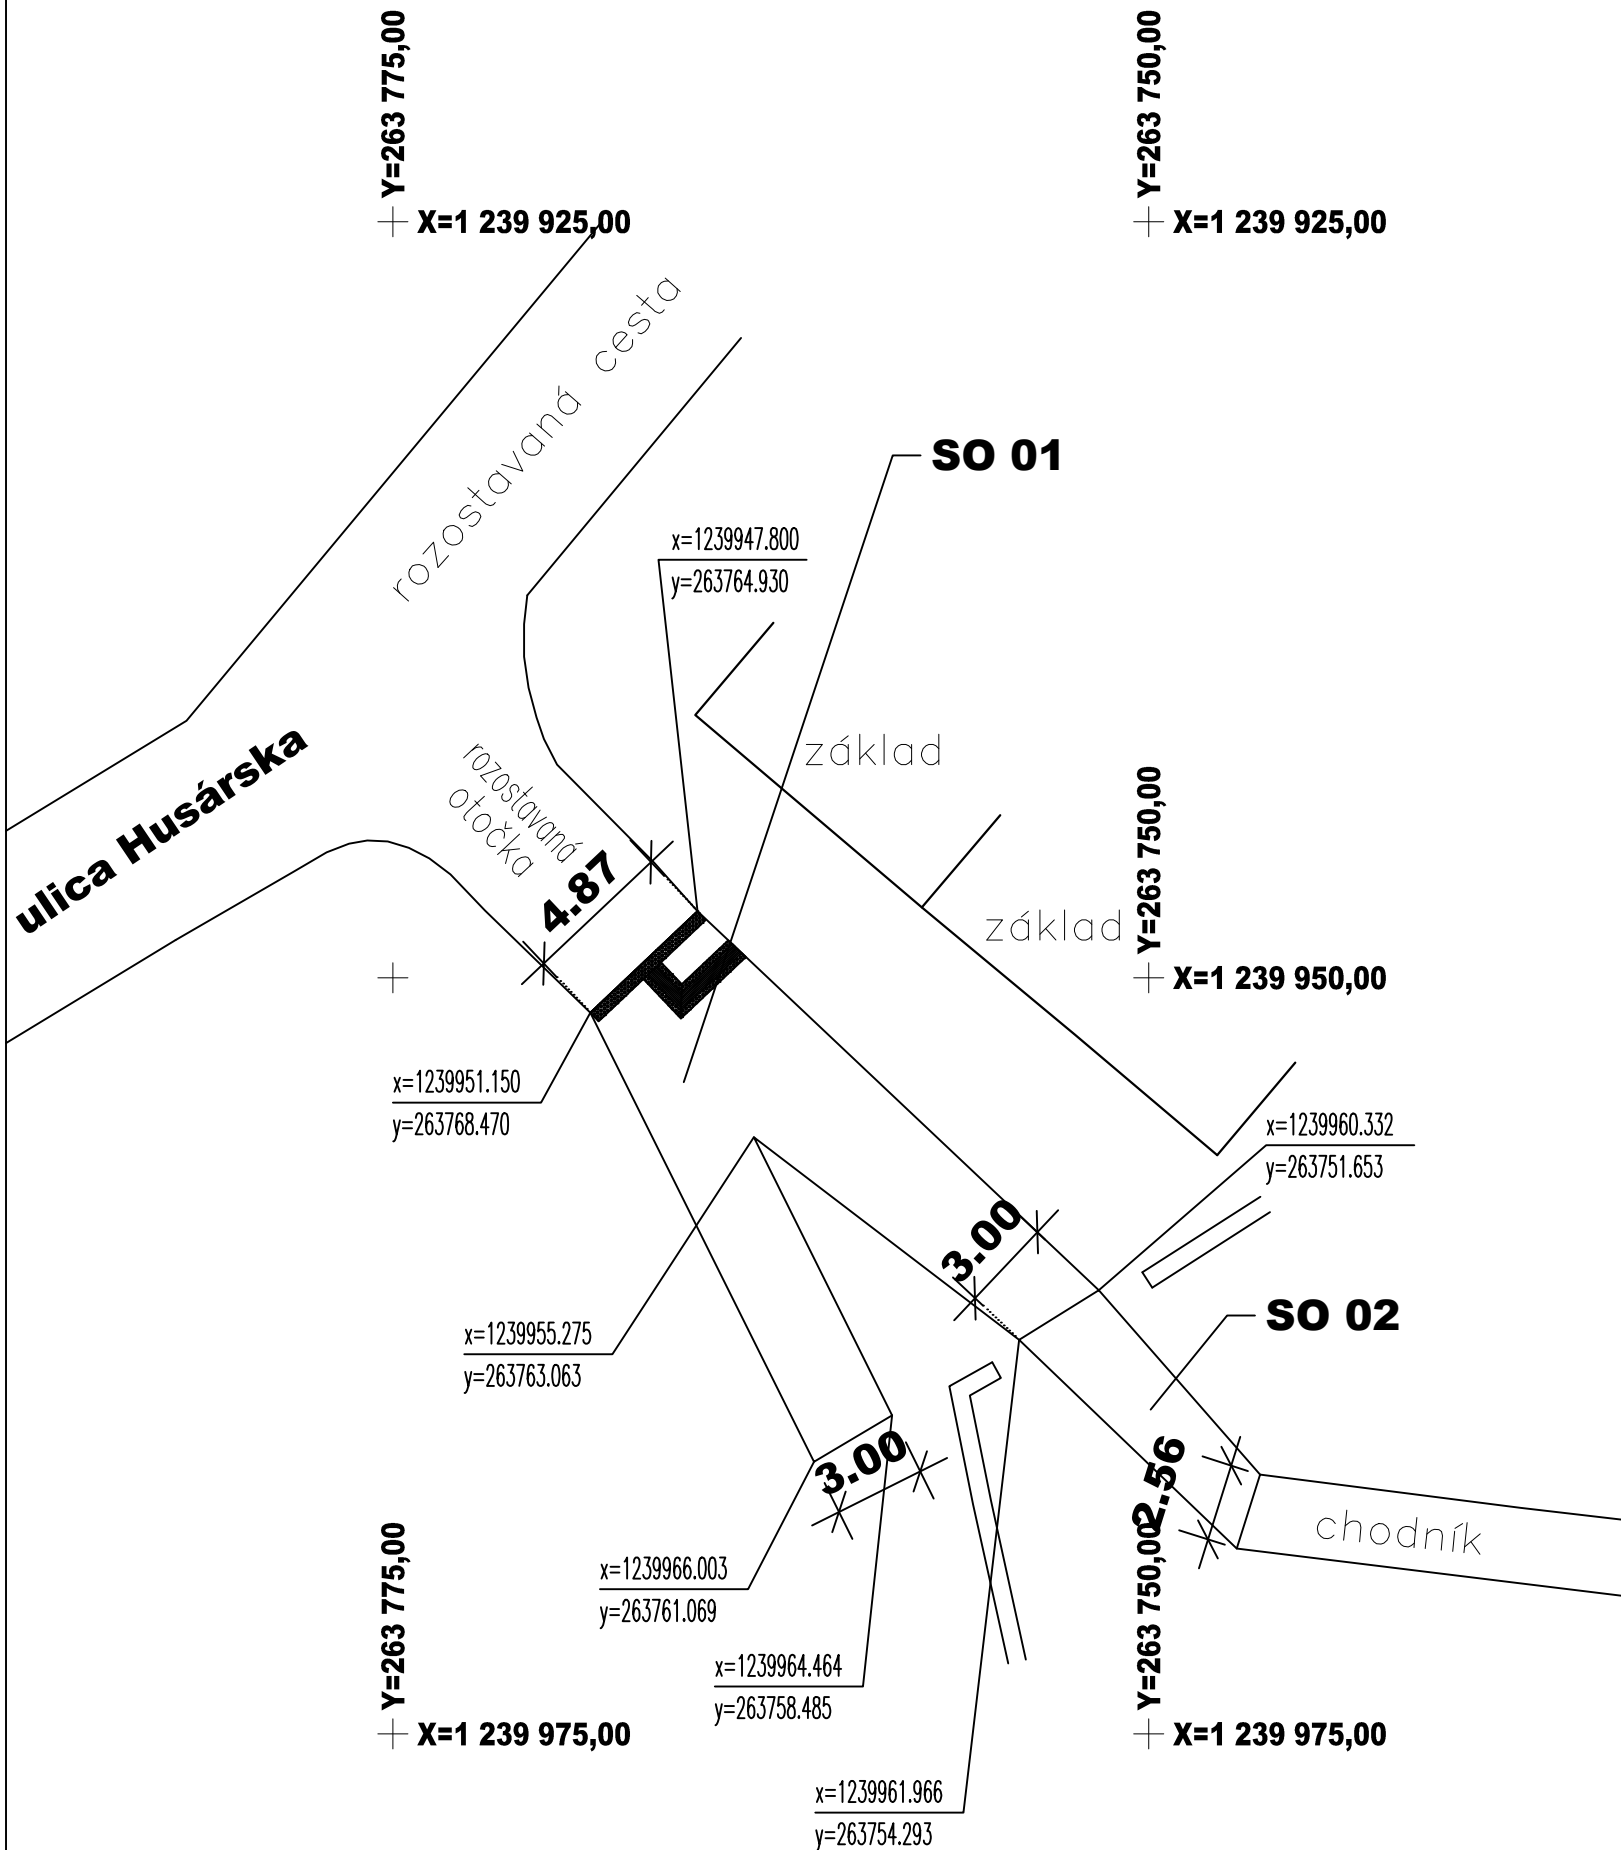 Y=263 775,00
Y=263 750,00
X=1 239 925,00
X=1 239 925,00
rozostavaná cesta
SO 01
x=1239947.800
y=263764.930
ulica Husárska
rozostavaná
otočka
základ
základ
4.87
Y=263 750,00
X=1 239 950,00
x=1239951.150
y=263768.470
x=1239960.332
y=263751.653
3.00
SO 02
x=1239955.275
y=263763.063
3.00
2.56
chodník
Y=263 775,00
Y=263 750,00
x=1239966.003
y=263761.069
x=1239964.464
y=263758.485
X=1 239 975,00
X=1 239 975,00
x=1239961.966
y=263754.293